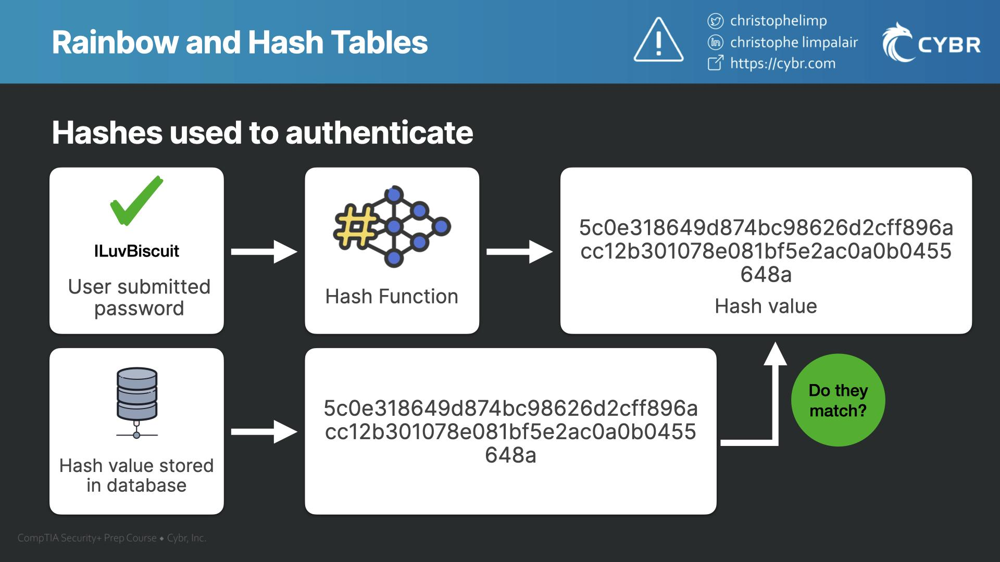 Rainbow and Hash Tables
christophelimp
christophe limpalair
https://cybr.com
CYBR
Hashes used to authenticate
ILuvBiscuit
User submitted
password
Hash Function
5c0e318649d874bc98626d2cff896a
cc12b301078e081bf5e2ac0a0b0455
648a
Hash value
Hash value stored
in database
5c0e318649d874bc98626d2cff896a
cc12b301078e081bf5e2ac0a0b0455
648a
Do they
match?
CompTIA Security+ Prep Course ◆ Cybr, Inc.